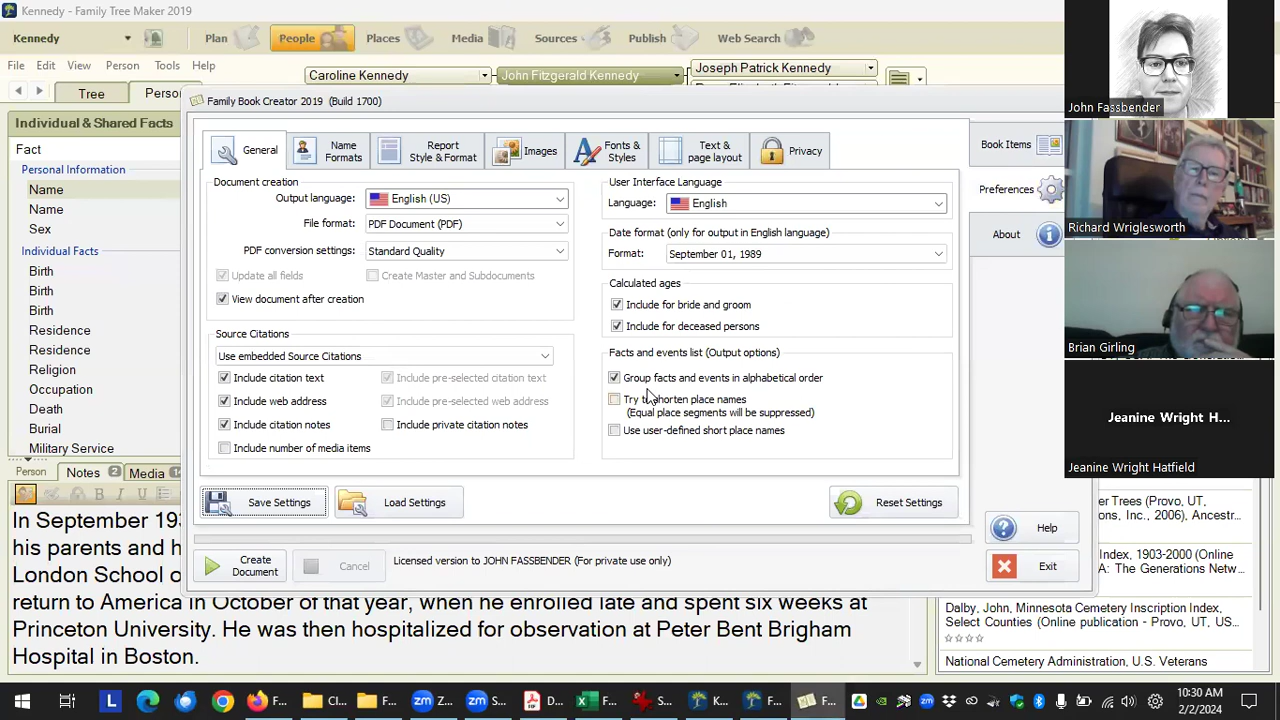 Kennedy - Family Tree Maker 2019
Kennedy
Plan
People
Places
Media
Sources
Publish
Web Search
File Edit View Person Tools Help
Caroline Kennedy
John Fitzgerald Kennedy
Joseph Patrick Kennedy
Tree
Individual & Shared Facts
Fact
Personal Information
Name
Name
Sex
Individual Facts
Birth
Birth
Birth
Residence
Residence
Occupation
Death
Burial
Military Service
Person
Notes 2
Media
Family Book Creator 2019 (Build 1700)
General
Name Formats
Report Style & Format
Images
Fonts & Styles
Text & page layout
Privacy
Book Items
Preferences
About
Document creation
Output language: English (US)
File format: PDF Document (PDF)
PDF conversion settings: Standard Quality
Update all fields
Create Master and Subdocuments
View document after creation
Source Citations
Use embedded Source Citations
Include citation text
Include pre-selected citation text
Include web address
Include pre-selected web address
Include citation notes
Include private citation notes
Include number of media items
User Interface Language
Language: English
Date format (only for output in English language)
Format: September 01, 1989
Calculated ages
Include for bride and groom
Include for deceased persons
Facts and events list (Output options)
Group facts and events in alphabetical order
Try to shorten place names
(Equal place segments will be suppressed)
Use user-defined short place names
Save Settings
Load Settings
Reset Settings
Create Document
Cancel
Licensed version to JOHN FASSBENDER (For private use only)
Help
Exit
In September 193
his parents and h
London School o
return to America in October of that year, when he enrolled late and spent six weeks at
Princeton University. He was then hospitalized for observation at Peter Bent Brigham
Hospital in Boston.
er Trees (Provo, UT,
ons, Inc., 2006), Ancestr...
Index, 1903-2000 (Online
A: The Generations Netw...
Dalby, John, Minnesota Cemetery Inscription Index,
Select Counties (Online publication - Provo, UT, US...
National Cemetery Administration, U.S. Veterans
John Fassbender
Richard Wriglesworth
Brian Girling
Jeanine Wright H...
Jeanine Wright Hatfield
L
F...
Cl...
F...
Z...
S...
D...
F...
S...
K...
F...
F...
10:30 AM
2/2/2024